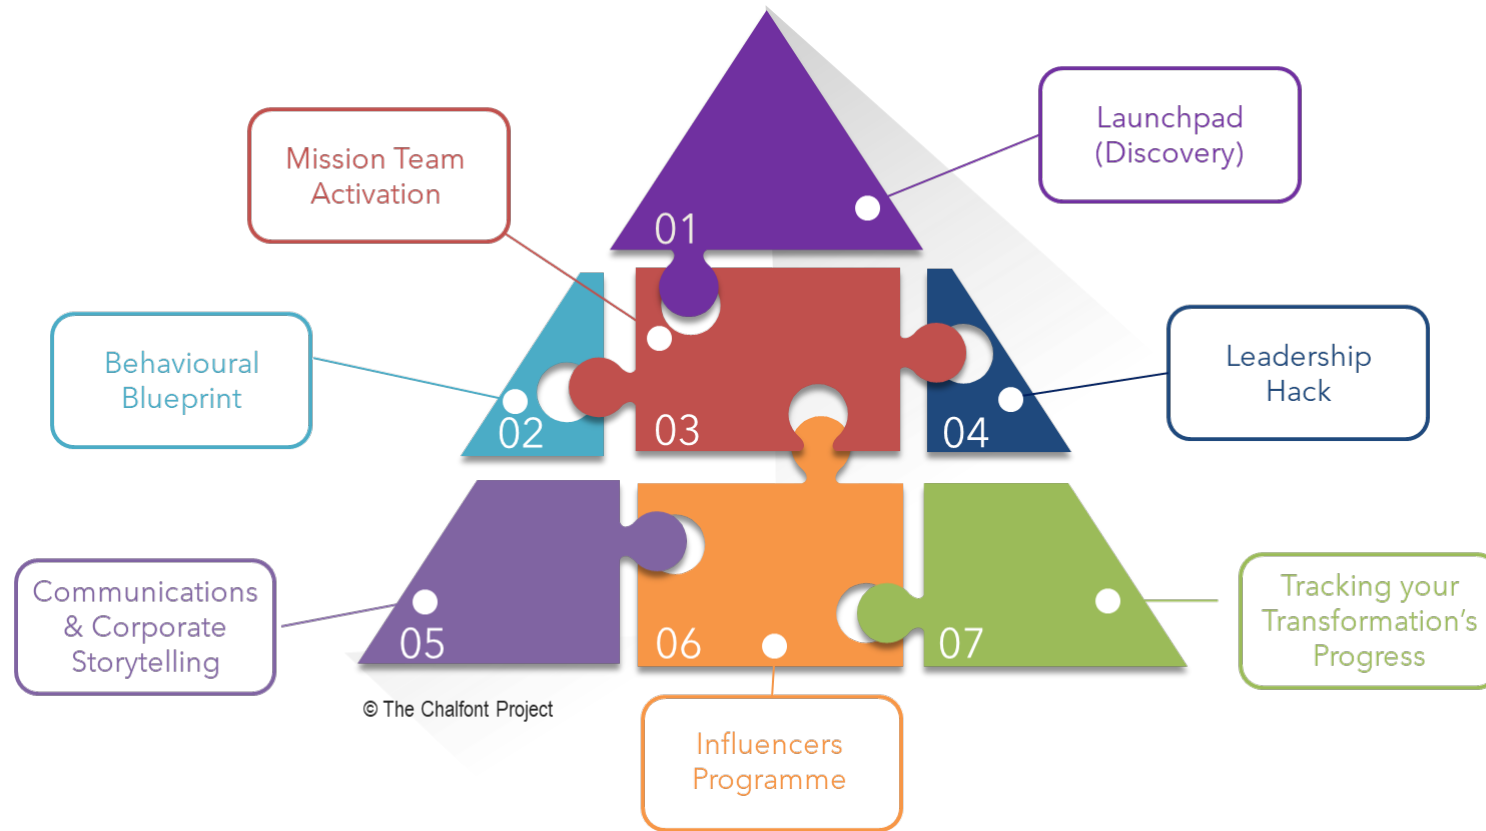 Launchpad
(Discovery)
Mission Team
Activation
01
Behavioural
Blueprint
Leadership
Hack
02
03
04
Communications
& Corporate
Storytelling
Tracking your
Transformation's
Progress
05
06
07
© The Chalfont Project
Influencers
Programme